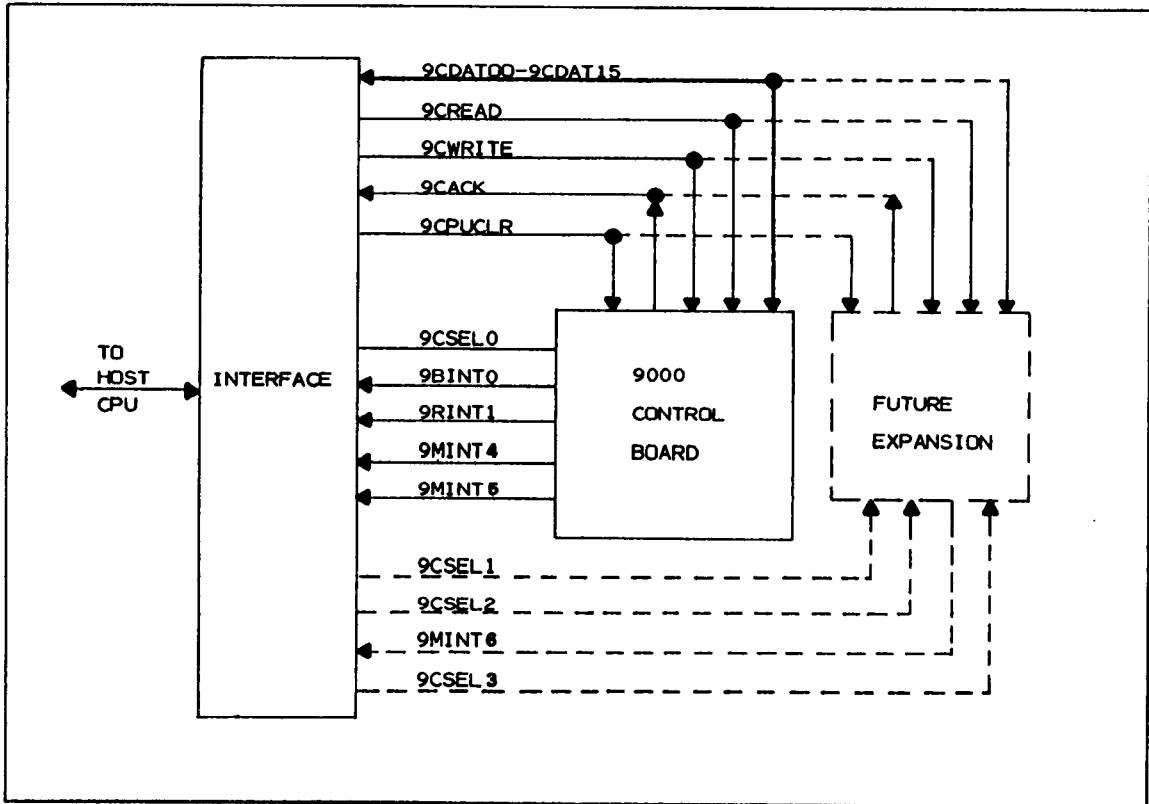 9CDAT00-9CDAT15
9CREAD
9CWRITE
9CACK
9CPUCLR
9CSEL0
9BINT0
9RINT1
9MINT4
9MINT5
9CSEL1
9CSEL2
9MINT6
9CSEL3
TO
HOST
CPU
INTERFACE
9000
CONTROL
BOARD
FUTURE
EXPANSION